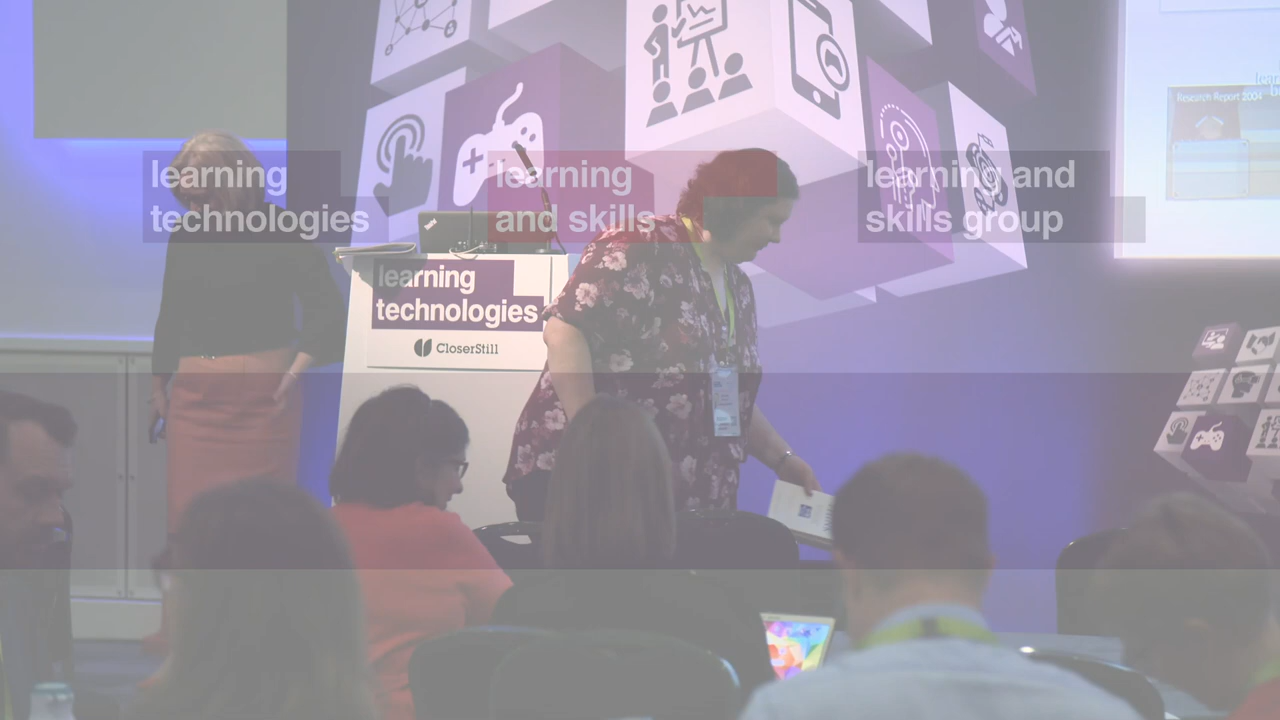 Research Report 2004
learning
technologies
learning
and skills
learning and
skills group
learning
technologies
CloserStill